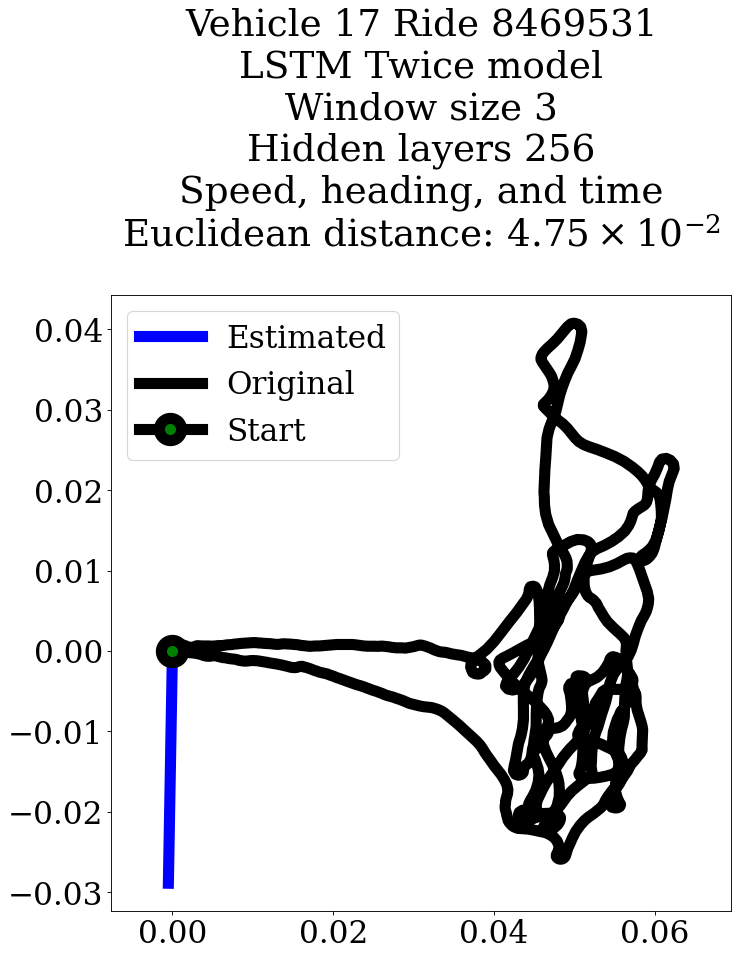 Vehicle 17 Ride 8469531
LSTM Twice model
Window size 3
Hidden layers 256
Speed, heading, and time
Euclidean distance: 4.75 × 10⁻²
Estimated
Original
Start
0.04
0.03
0.02
0.01
0.00
−0.01
−0.02
−0.03
0.00 0.02 0.04 0.06